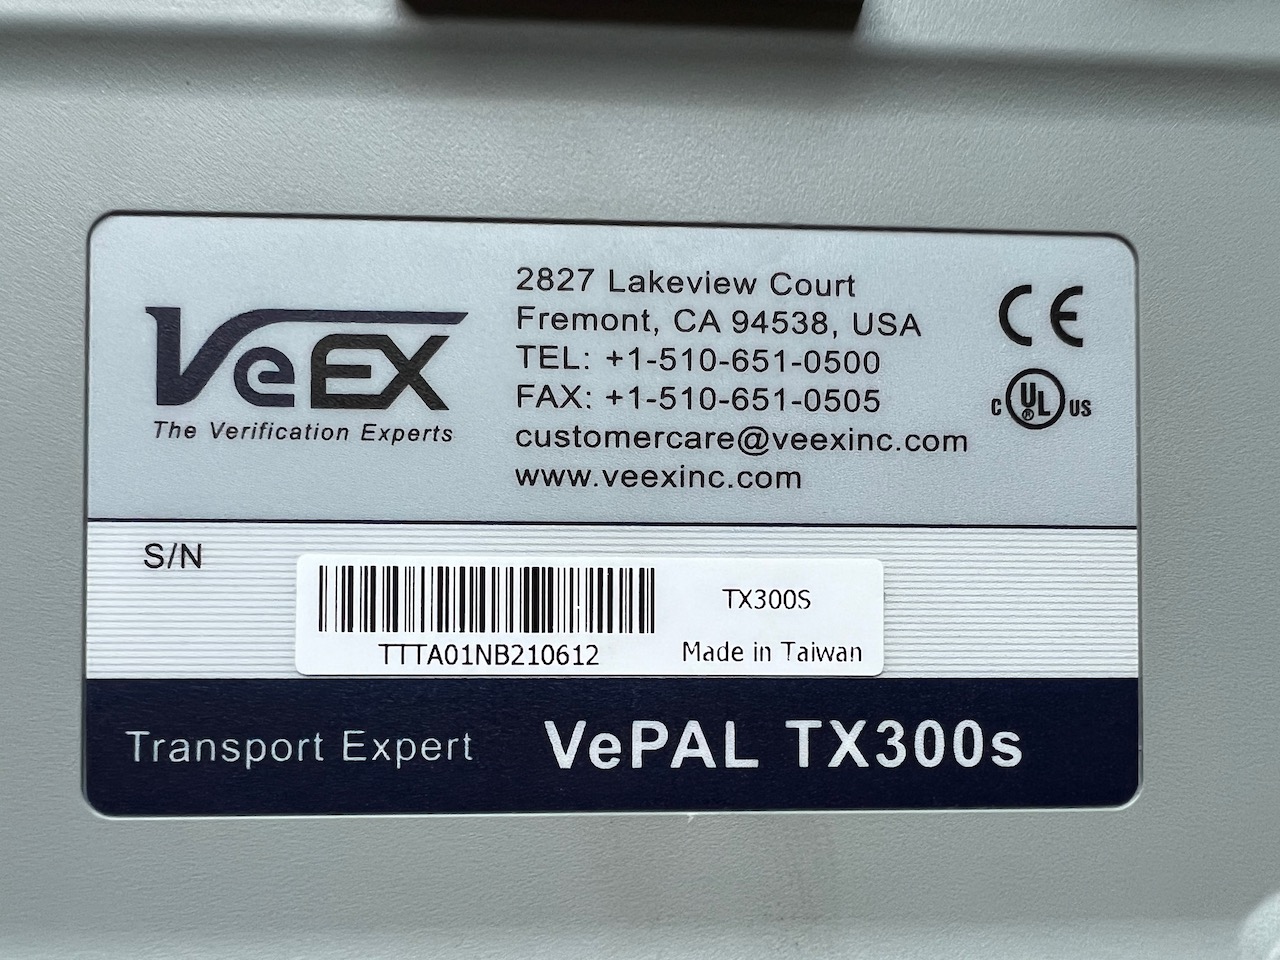 VeEX
The Verification Experts
2827 Lakeview Court
Fremont, CA 94538, USA
TEL: +1-510-651-0500
FAX: +1-510-651-0505
customercare@veexinc.com
www.veexinc.com
CE
C UL® US
S/N
TTTA01NB210612
TX300S
Made in Taiwan
Transport Expert VePAL TX300s